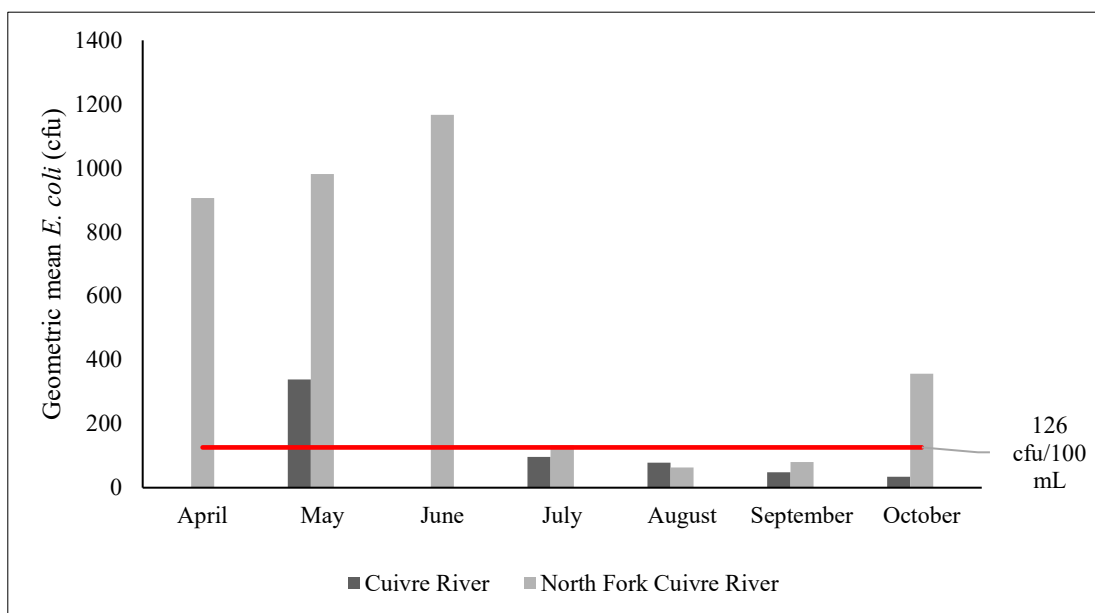 1400
1200
1000
800
600
400
200
0
Geometric mean E. coli (cfu)
April May June July August September October
126
cfu/100
mL
Cuivre River North Fork Cuivre River